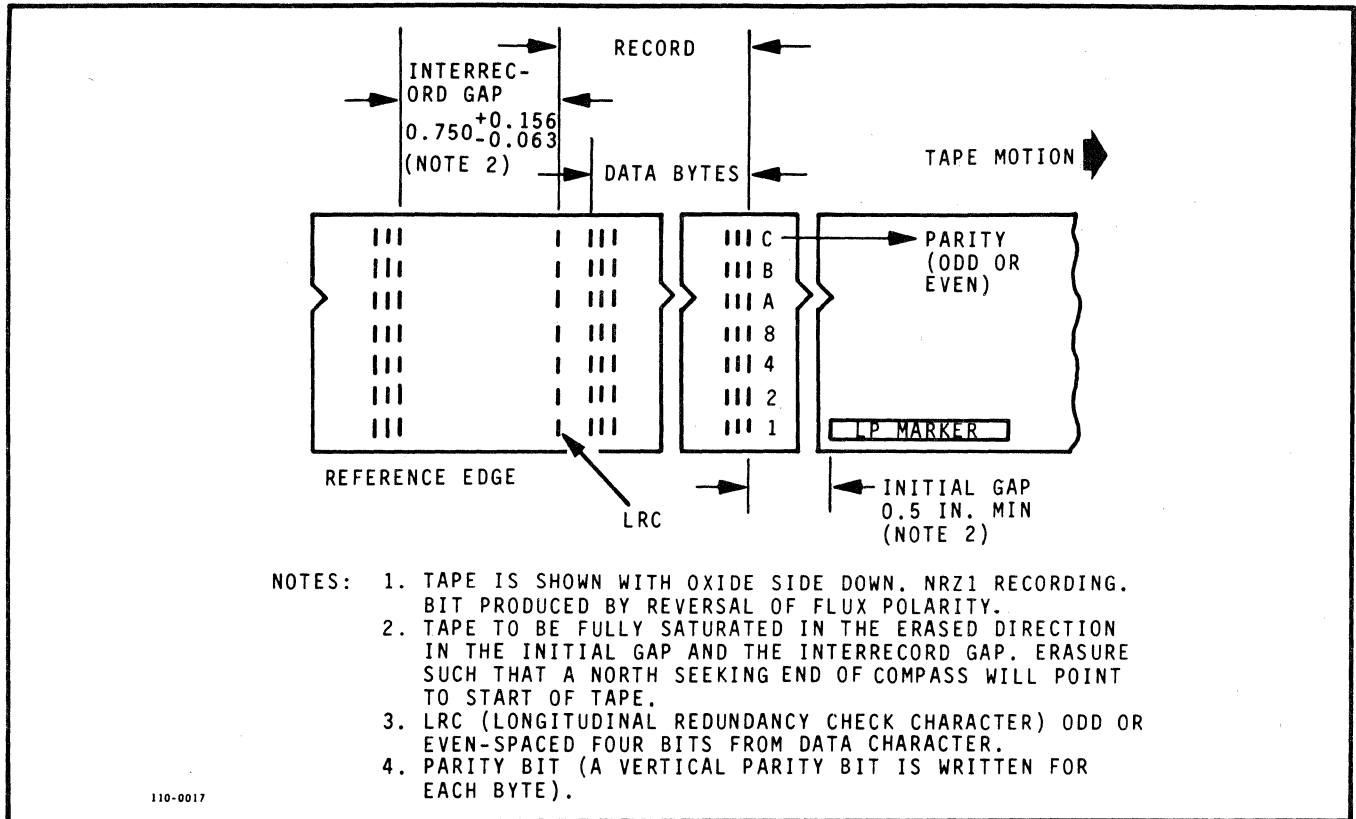 RECORD
INTERREC-
ORD GAP
0.750 +0.156
-0.063
(NOTE 2)
DATA BYTES
TAPE MOTION
C
B
A
8
4
2
1
PARITY
(ODD OR
EVEN)
LP MARKER
REFERENCE EDGE
LRC
INITIAL GAP
0.5 IN. MIN
(NOTE 2)
NOTES: 1. TAPE IS SHOWN WITH OXIDE SIDE DOWN. NRZ1 RECORDING.
BIT PRODUCED BY REVERSAL OF FLUX POLARITY.
2. TAPE TO BE FULLY SATURATED IN THE ERASED DIRECTION
IN THE INITIAL GAP AND THE INTERRECORD GAP. ERASURE
SUCH THAT A NORTH SEEKING END OF COMPASS WILL POINT
TO START OF TAPE.
3. LRC (LONGITUDINAL REDUNDANCY CHECK CHARACTER) ODD OR
EVEN-SPACED FOUR BITS FROM DATA CHARACTER.
4. PARITY BIT (A VERTICAL PARITY BIT IS WRITTEN FOR
EACH BYTE).
110-0017